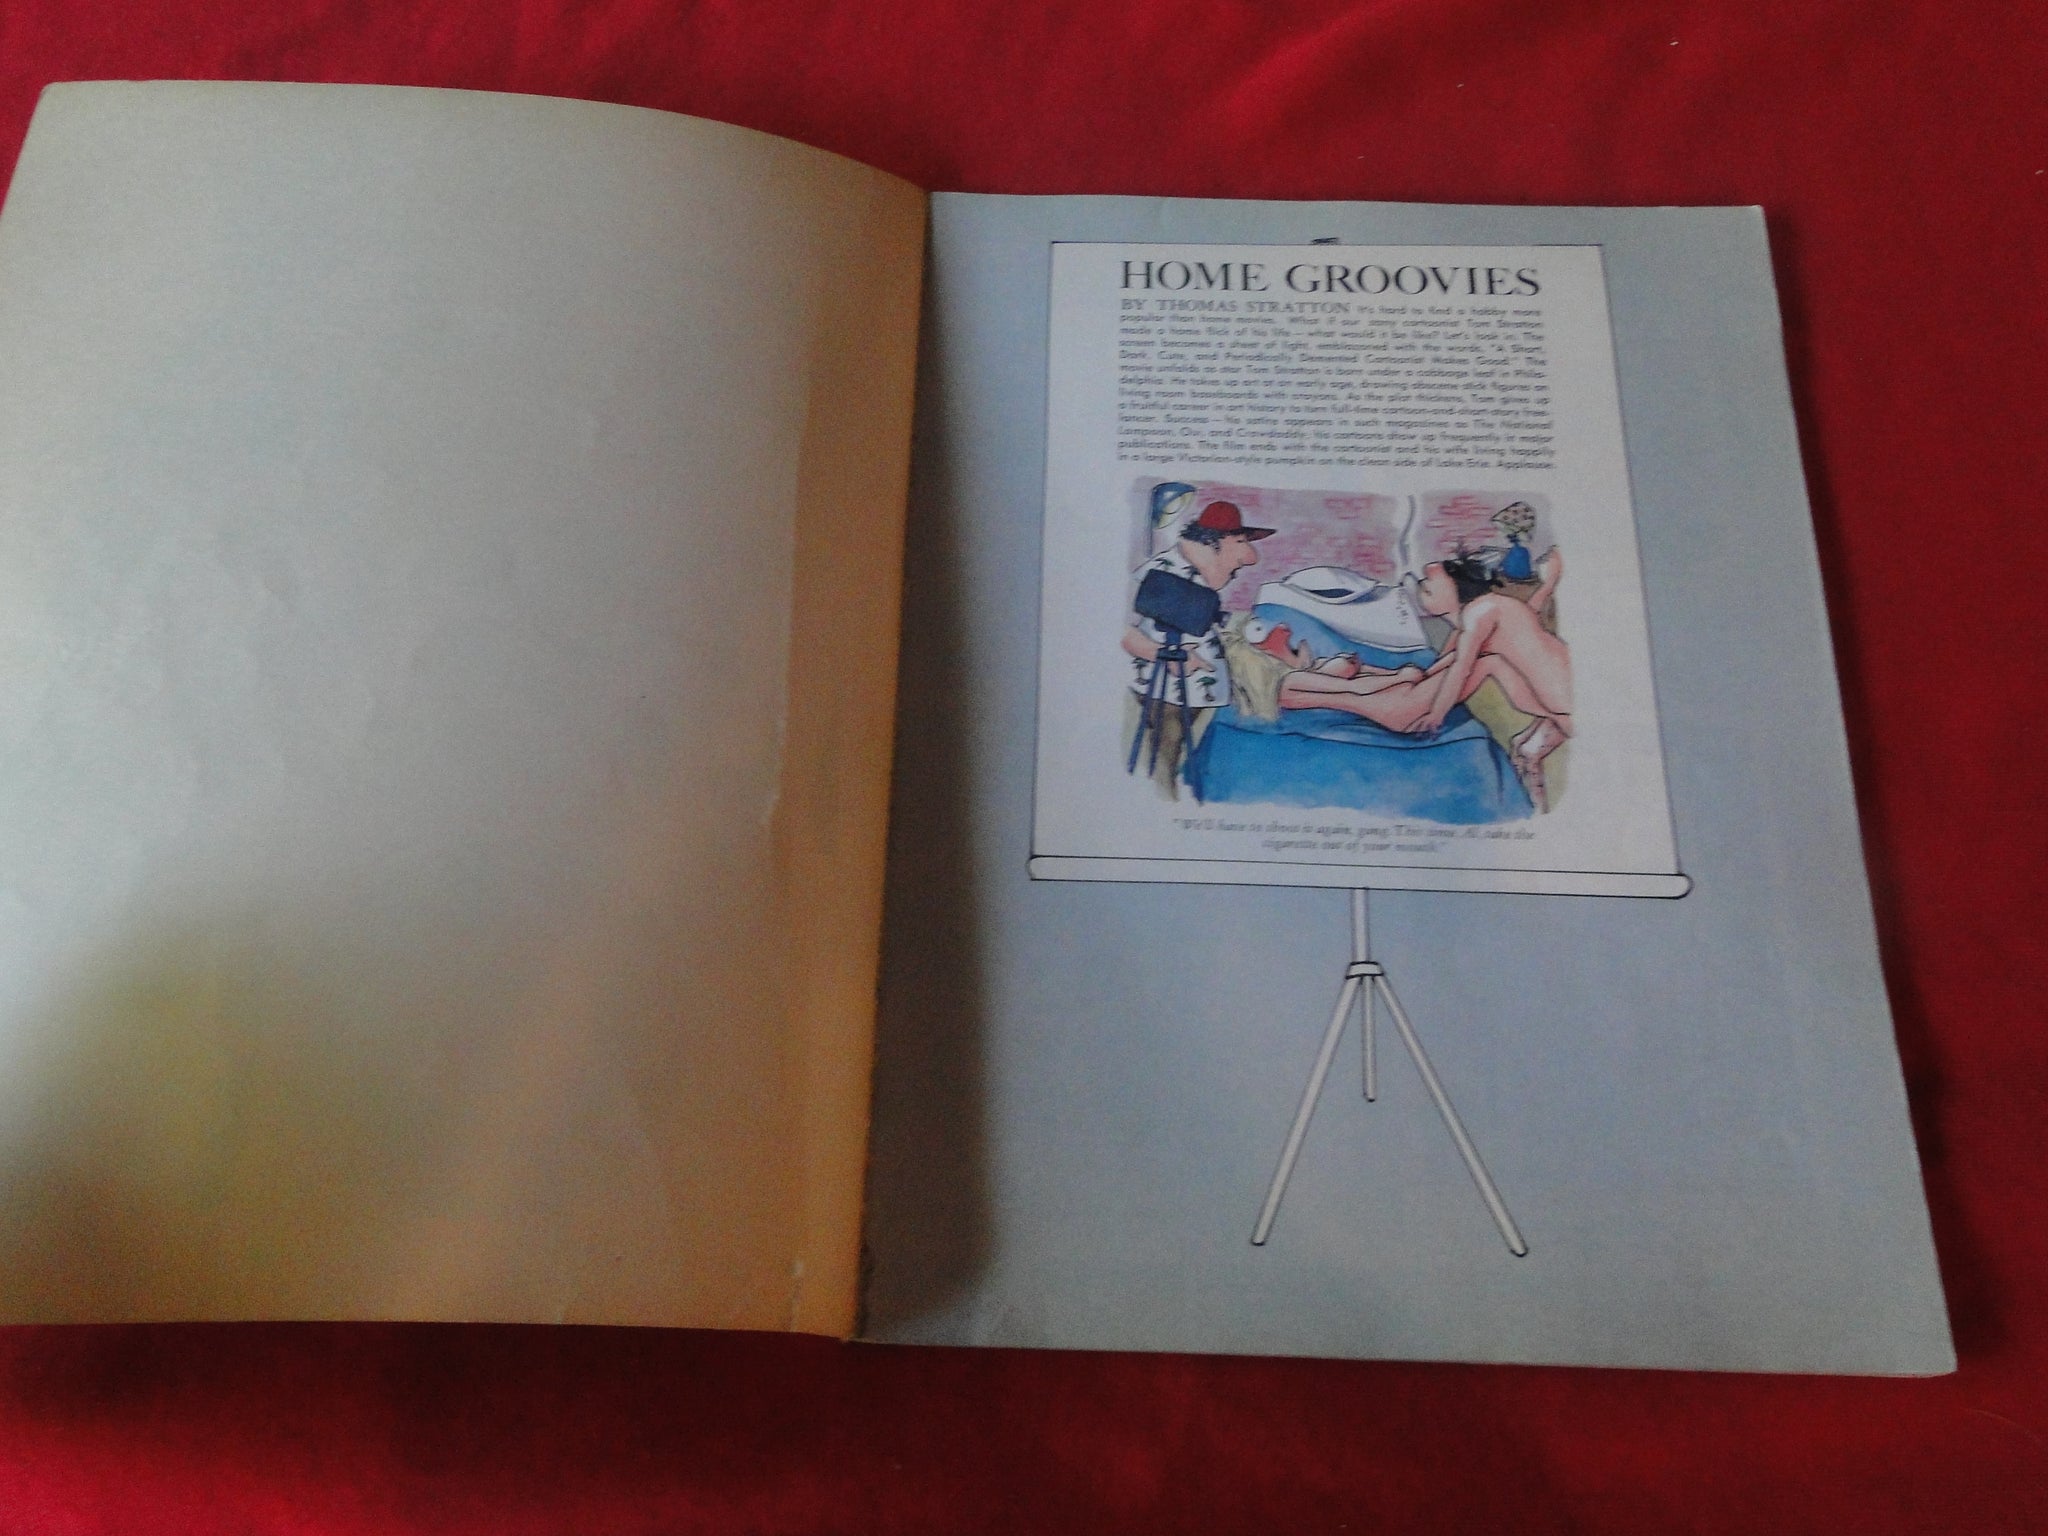 HOME GROOVIES
BY THOMAS STRATTON It's hard to find a hobby more
popular than home movies. What if our zany cartoonist Tom Stratton
made a home flick of his life—what would it be like? Let's look in. The
screen becomes a sheet of light, emblazoned with the words, "A Short,
Dark, Cute, and Periodically Demented Cartoonist Makes Good." The
movie unfolds as star Tom Stratton is born under a cabbage leaf in Phila-
delphia. He takes up art at an early age, drawing obscene stick figures on
living room baseboards with crayons. As the plot thickens, Tom gives up
a fruitful career in art history to turn full-time cartoon-and-short-story free-
lancer. Success—his satire appears in such magazines as The National
Lampoon, Oui, and Crawdaddy; his cartoons show up frequently in major
publications. The film ends with the cartoonist and his wife living happily
in a large Victorian-style pumpkin on the clean side of Lake Erie. Applause.
"We'll have to shoot it again, gang. This time, Al, take the
cigarette out of your mouth."